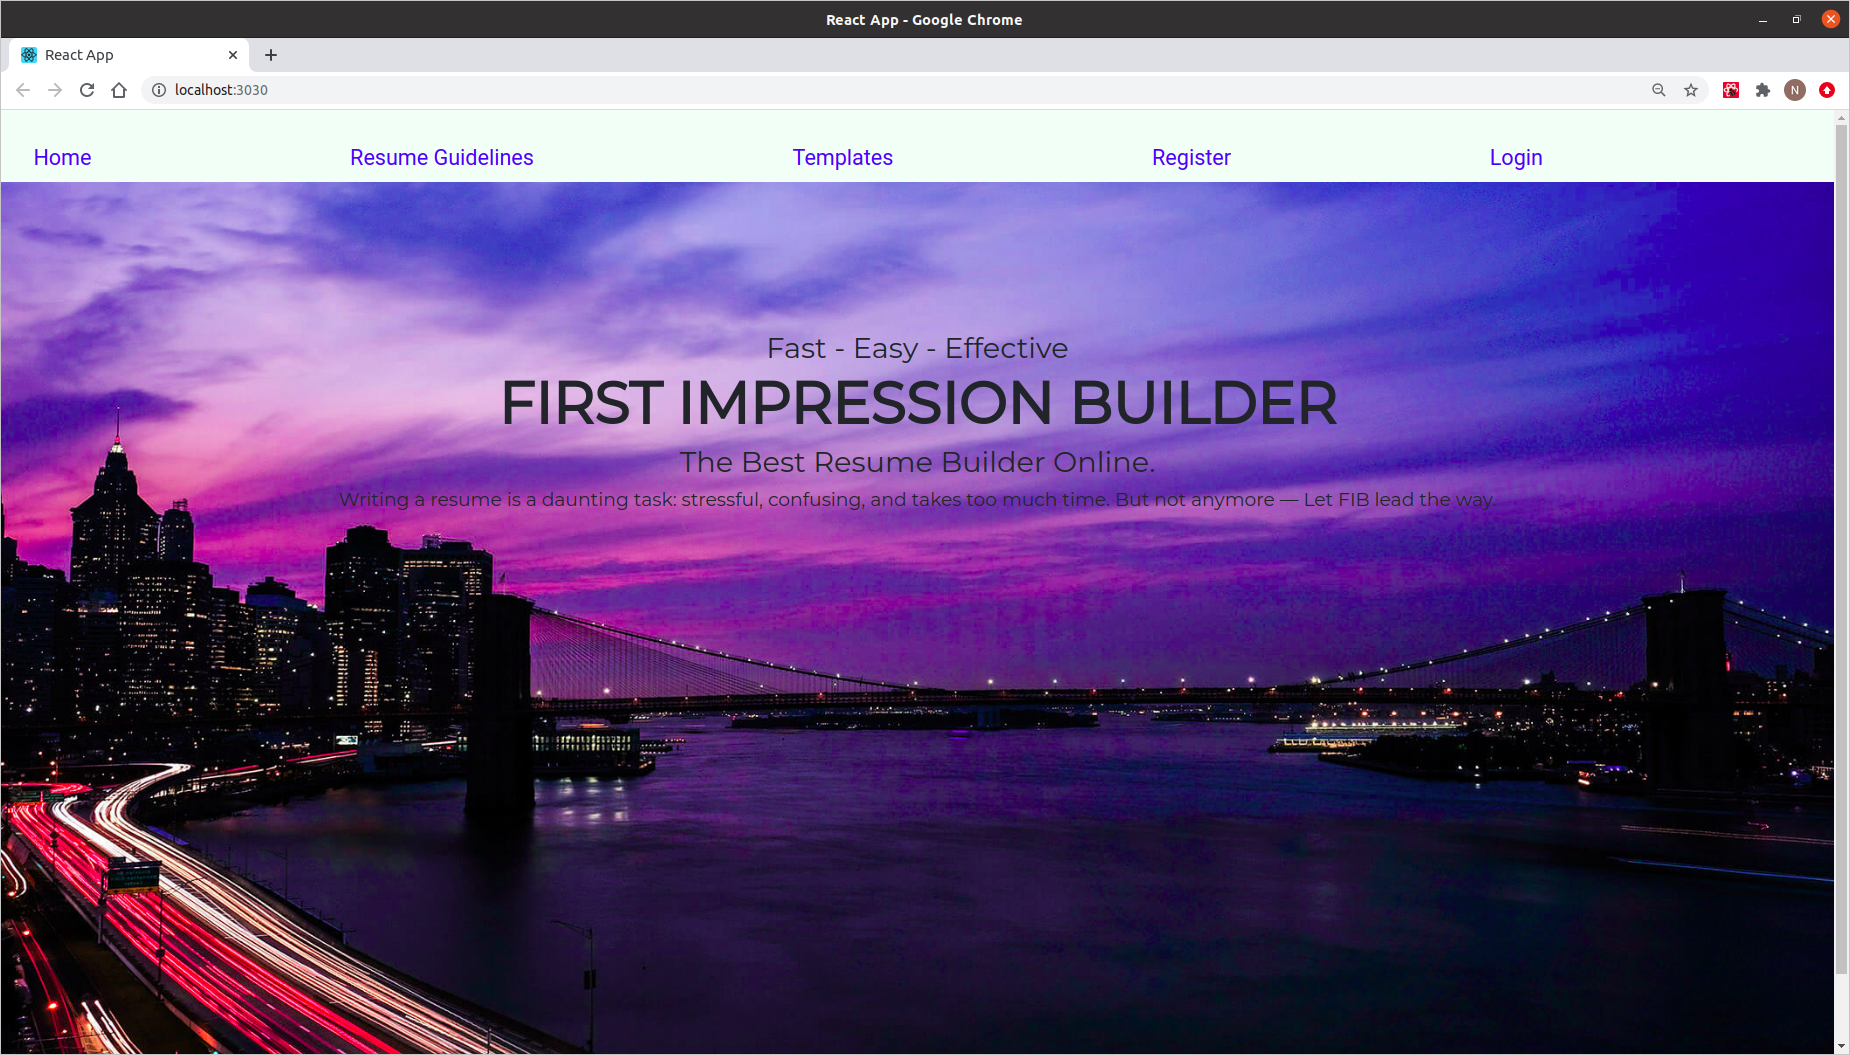 React App - Google Chrome
React App
localhost:3030
N
Home Resume Guidelines Templates Register Login
Fast - Easy - Effective
FIRST IMPRESSION BUILDER
The Best Resume Builder Online.
Writing a resume is a daunting task: stressful, confusing, and takes too much time. But not anymore — Let FIB lead the way.